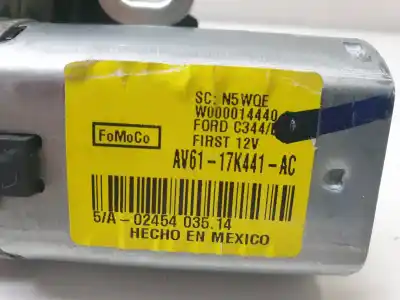 SC: N5WQE
W000014440
FORD C344/
FIRST 12V
FoMoCo
AV61-17K441-AC
5/A-02454 035.14
HECHO EN MEXICO